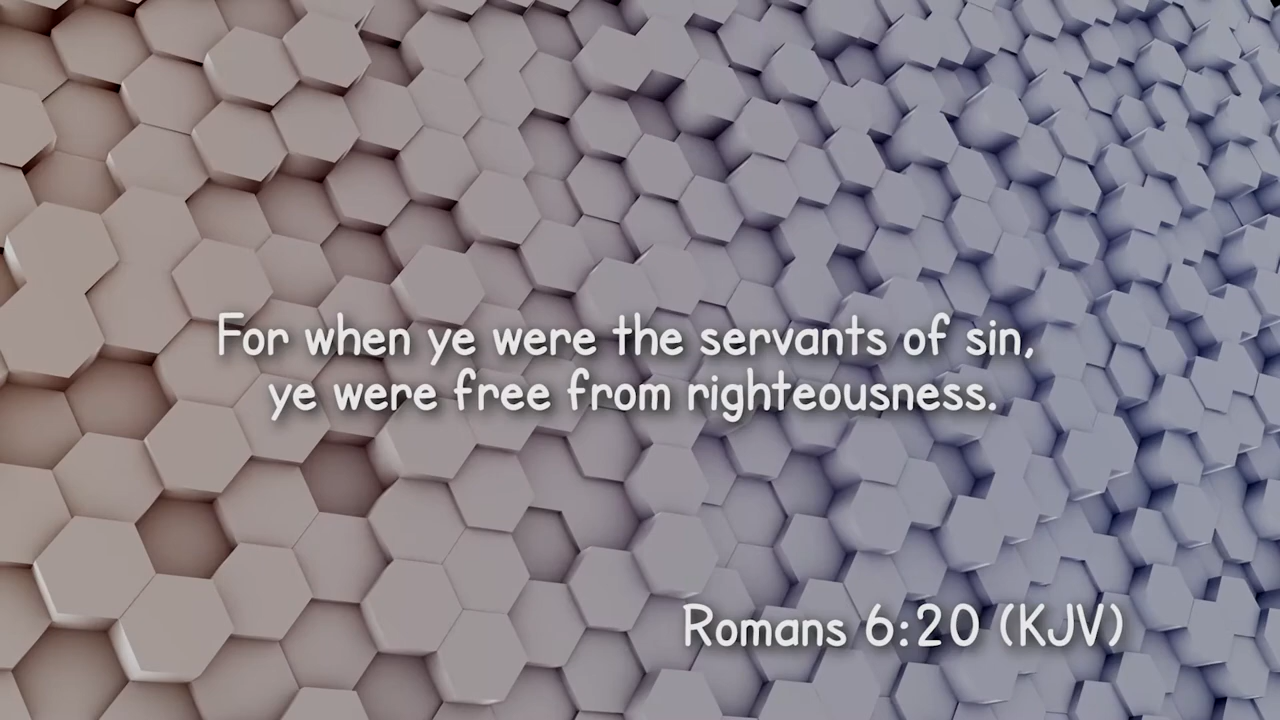 For when ye were the servants of sin,
ye were free from righteousness.
Romans 6:20 (KJV)